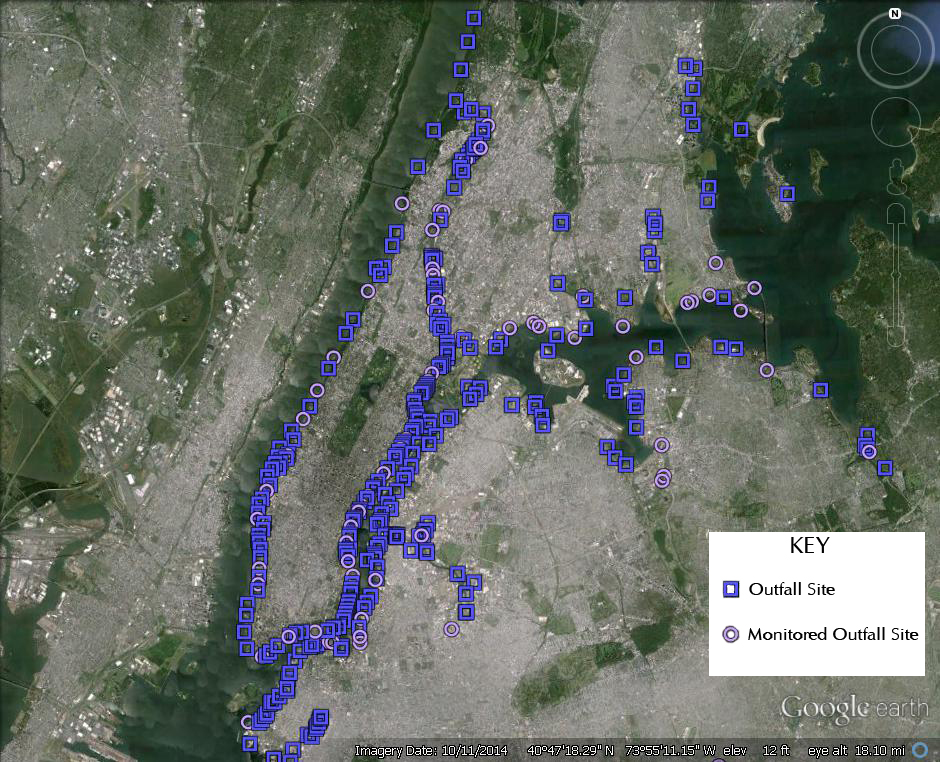 N
KEY
Outfall Site
Monitored Outfall Site
Google earth
Imagery Date: 10/11/2014 40°47'18.29" N 73°55'11.15" W elev 12 ft eye alt 18.10 mi